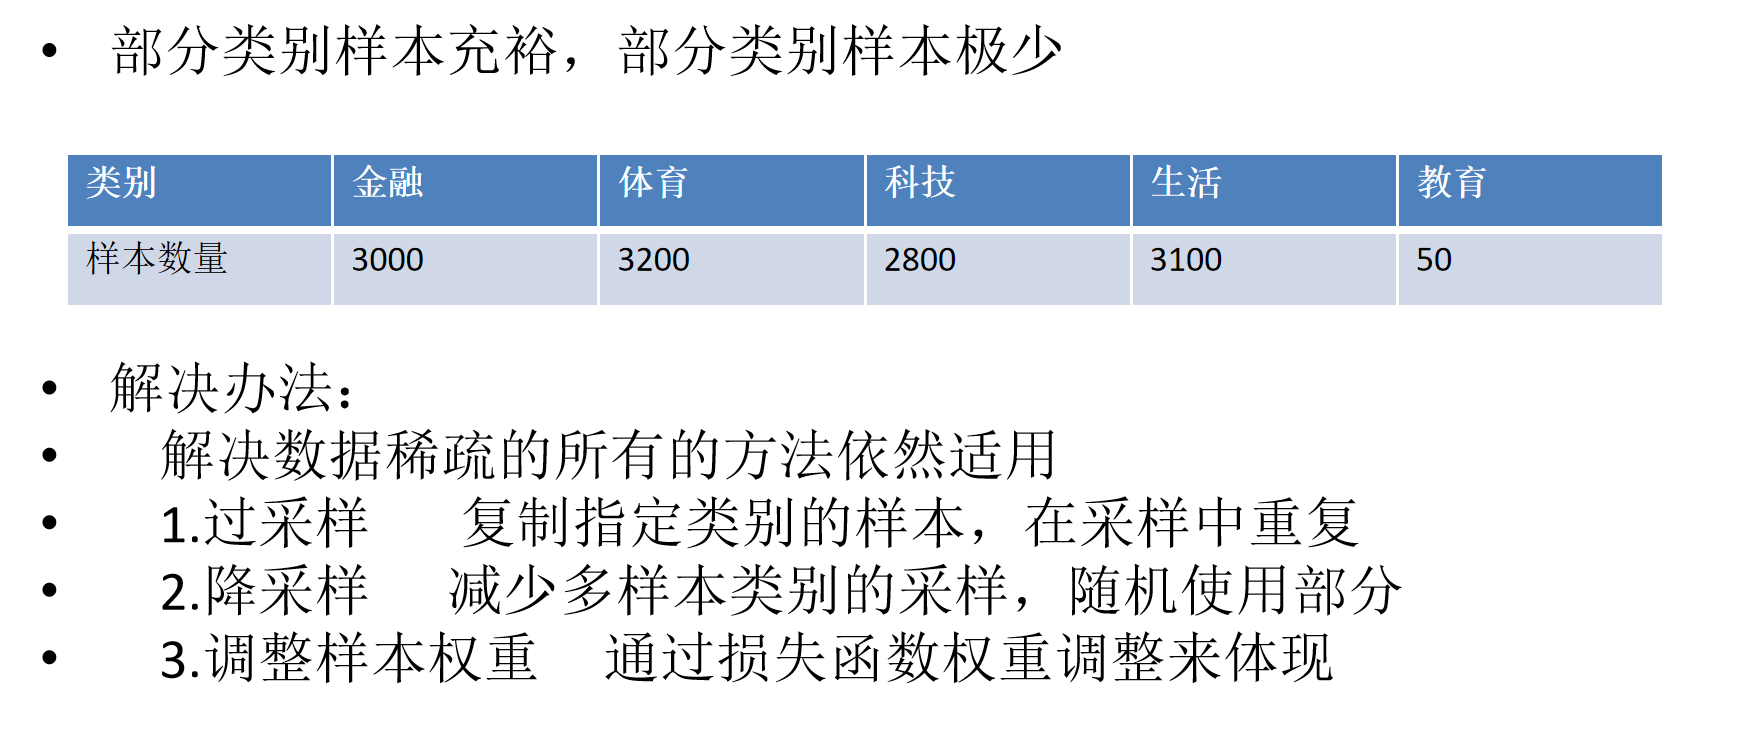 • 部分类别样本充裕，部分类别样本极少
类别 金融 体育 科技 生活 教育
样本数量 3000 3200 2800 3100 50
• 解决办法：
• 解决数据稀疏的所有的方法依然适用
• 1.过采样 复制指定类别的样本，在采样中重复
• 2.降采样 减少多样本类别的采样，随机使用部分
• 3.调整样本权重 通过损失函数权重调整来体现